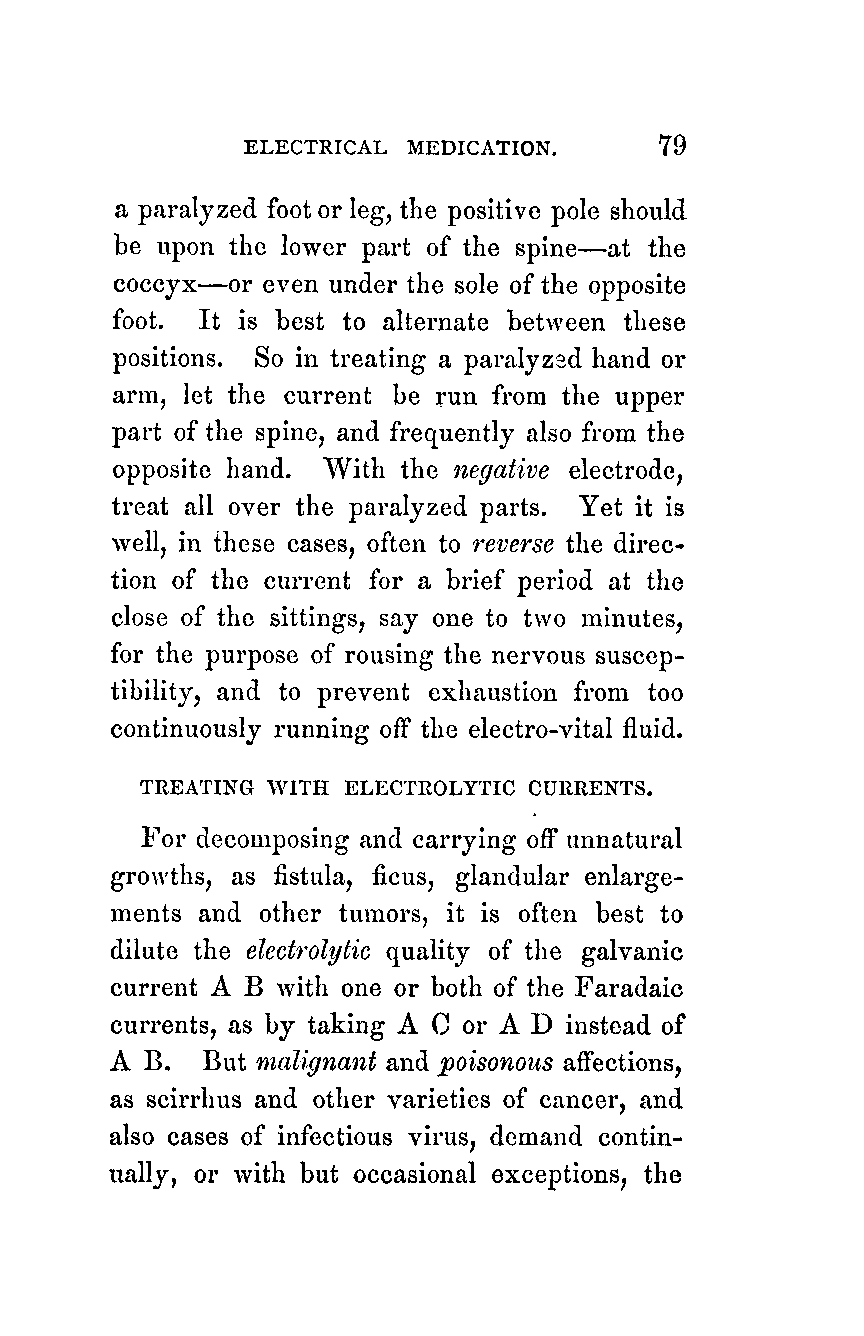 ELECTRICAL MEDICATION. 79
a paralyzed foot or leg, the positive pole should
be upon the lower part of the spine—at the
coccyx—or even under the sole of the opposite
foot. It is best to alternate between these
positions. So in treating a paralyzed hand or
arm, let the current be run from the upper
part of the spine, and frequently also from the
opposite hand. With the negative electrode,
treat all over the paralyzed parts. Yet it is
well, in these cases, often to reverse the direc-
tion of the current for a brief period at the
close of the sittings, say one to two minutes,
for the purpose of rousing the nervous suscep-
tibility, and to prevent exhaustion from too
continuously running off the electro-vital fluid.
TREATING WITH ELECTROLYTIC CURRENTS.
For decomposing and carrying off unnatural
growths, as fistula, ficus, glandular enlarge-
ments and other tumors, it is often best to
dilute the electrolytic quality of the galvanic
current A B with one or both of the Faradaic
currents, as by taking A C or A D instead of
A B. But malignant and poisonous affections,
as scirrhus and other varieties of cancer, and
also cases of infectious virus, demand contin-
ually, or with but occasional exceptions, the